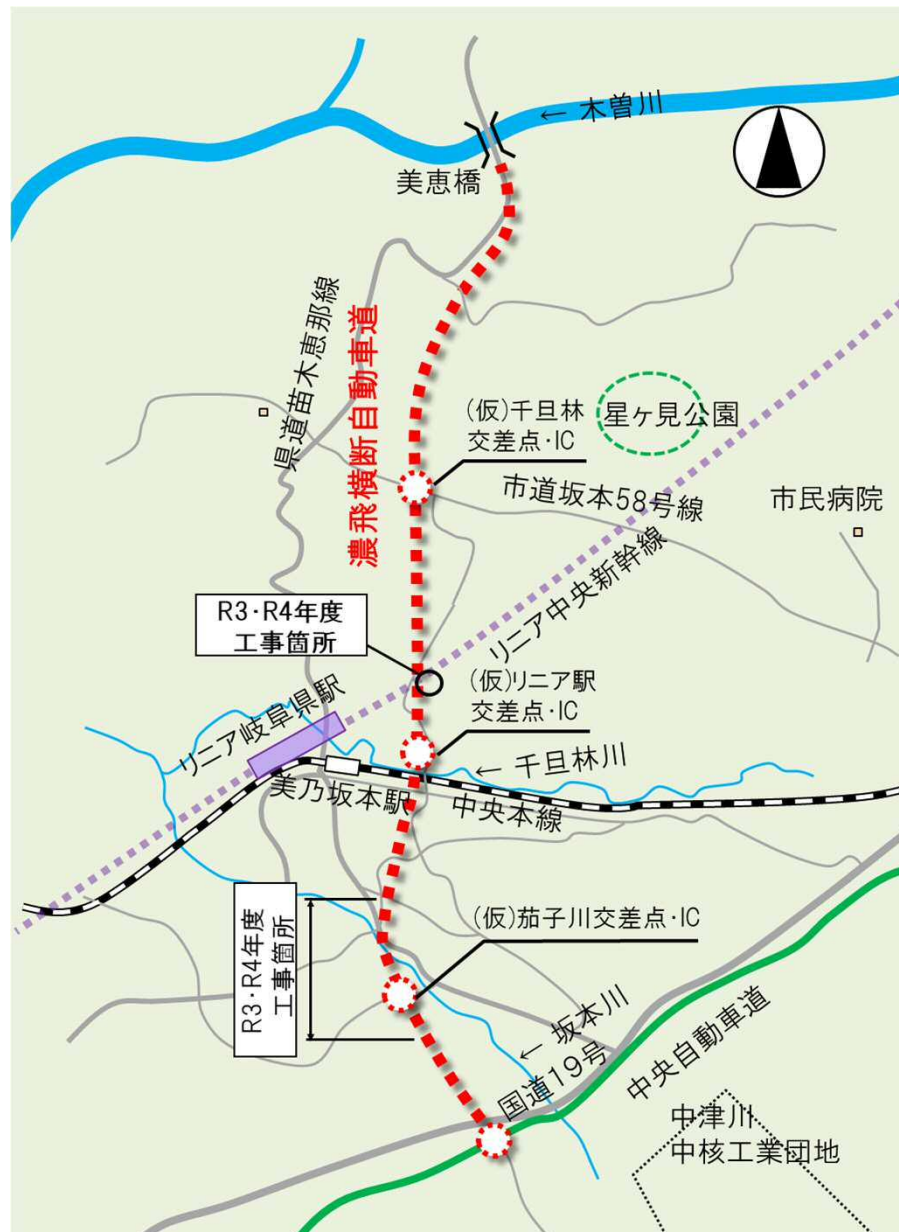 ← 木曽川
美恵橋
県道苗木恵那線
濃飛横断自動車道
(仮)千旦林
交差点・IC
星ヶ見公園
市道坂本58号線
市民病院
リニア中央新幹線
R3・R4年度
工事箇所
(仮)リニア駅
交差点・IC
リニア岐阜県駅
← 千旦林川
美乃坂本駅
中央本線
(仮)茄子川交差点・IC
R3・R4年度
工事箇所
← 坂本川
国道19号
中央自動車道
中津川
中核工業団地